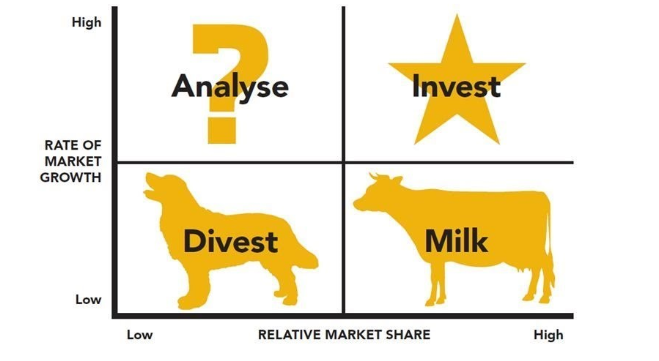 High
Analyse
Invest
RATE OF
MARKET
GROWTH
Divest
Milk
Low
Low
RELATIVE MARKET SHARE
High